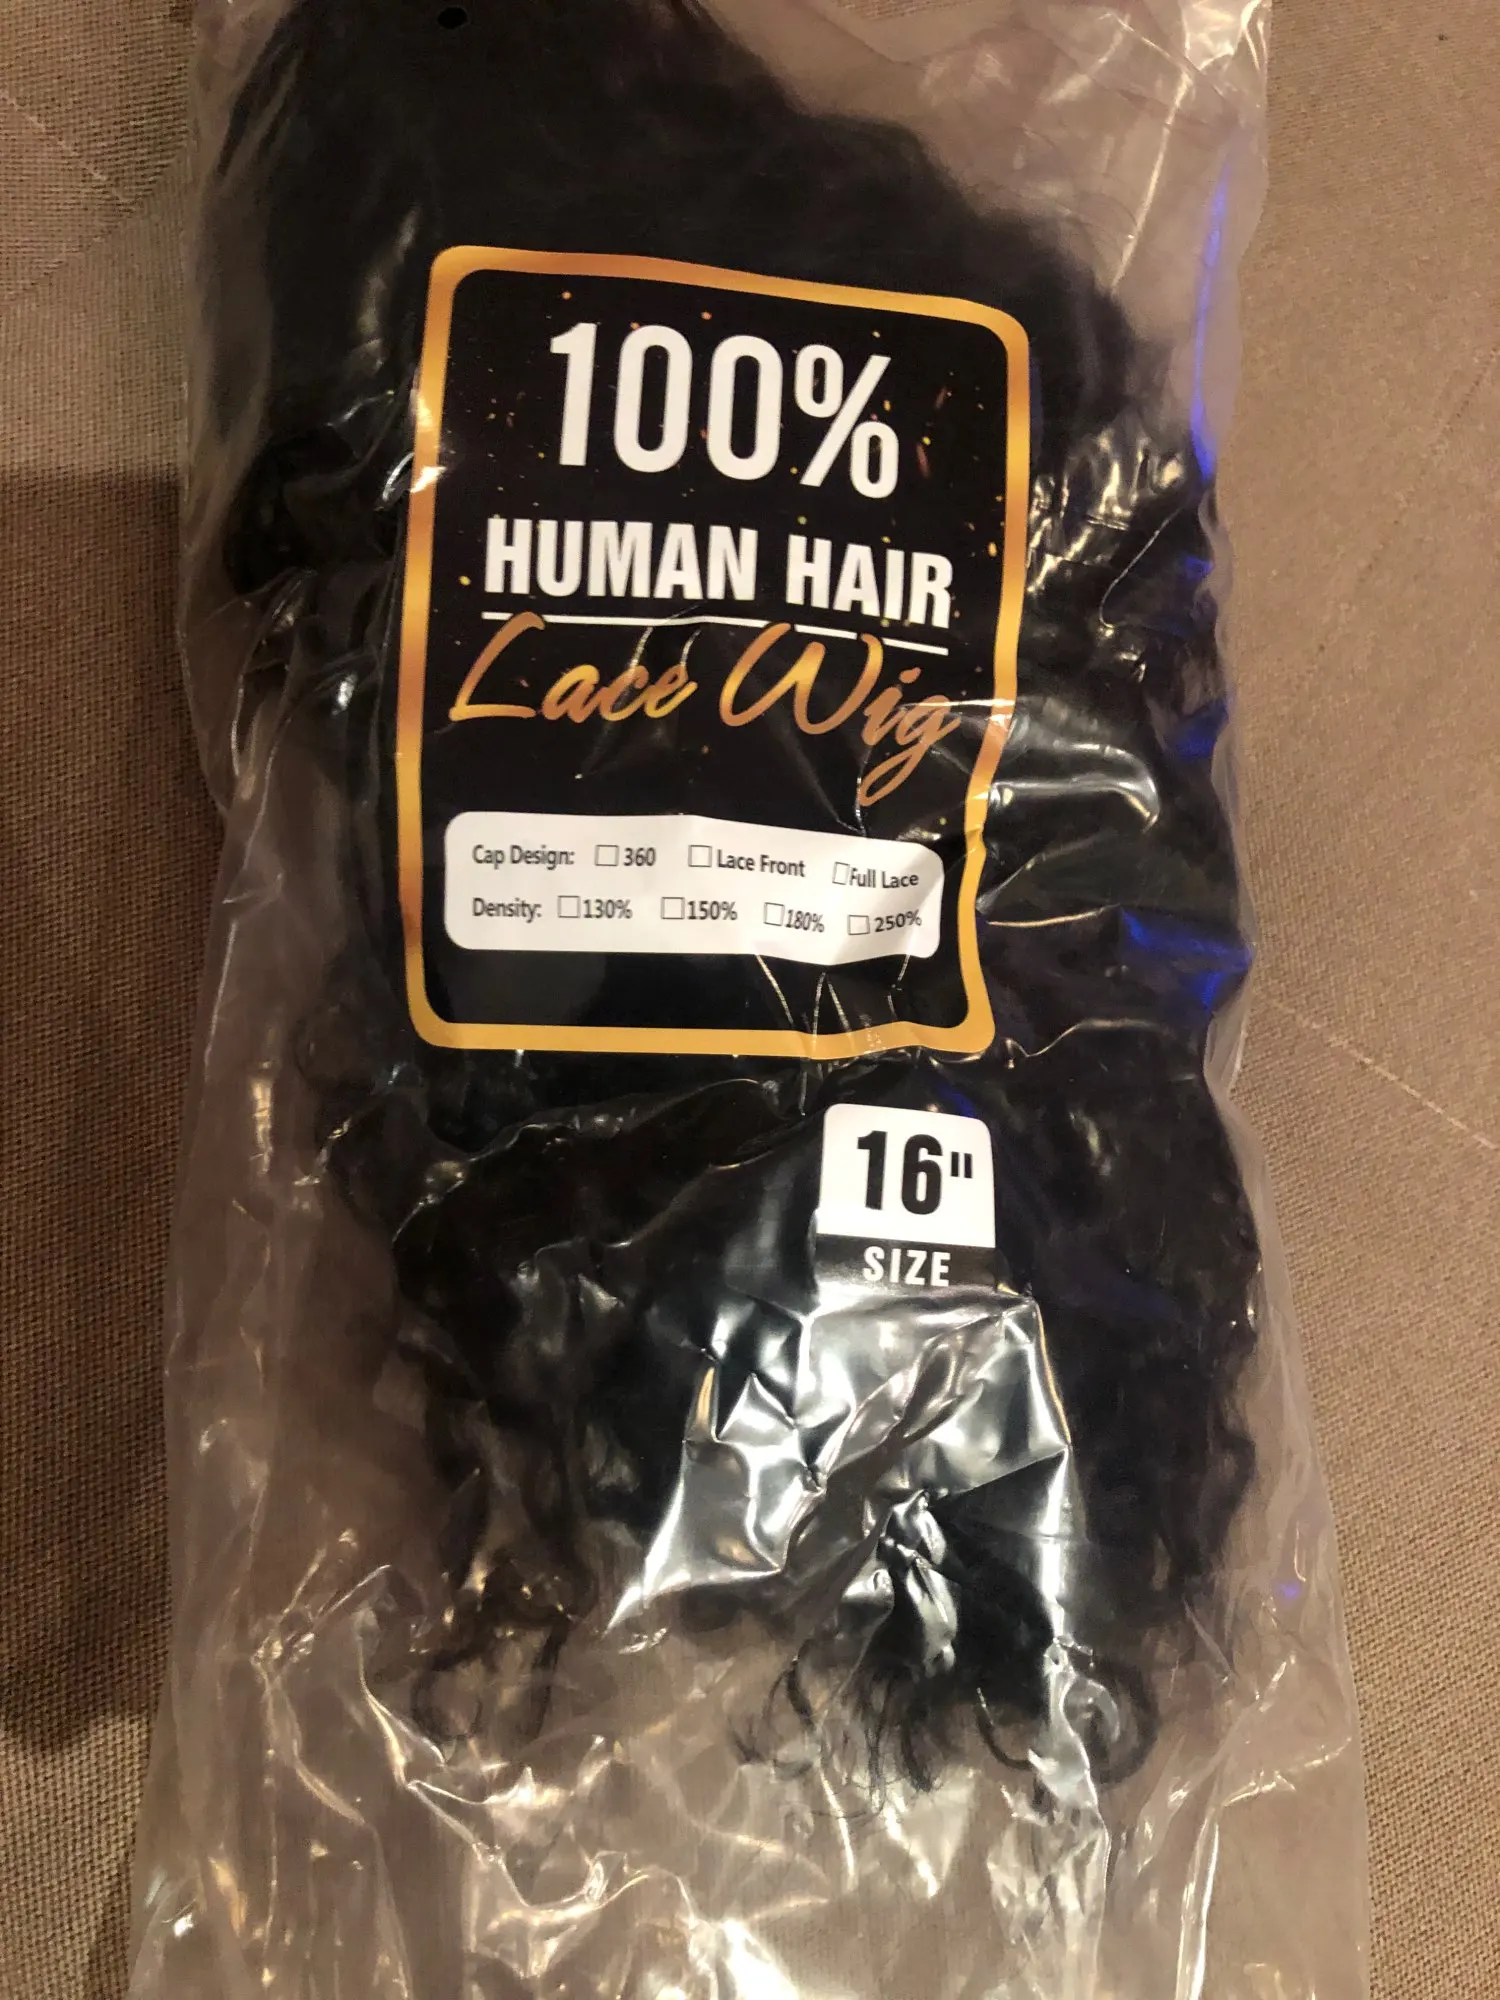 100%
HUMAN HAIR
Lace Wig
Cap Design: ☐360 ☐Lace Front ☐Full Lace
Density: ☐130% ☐150% ☐180% ☐250%
16"
SIZE